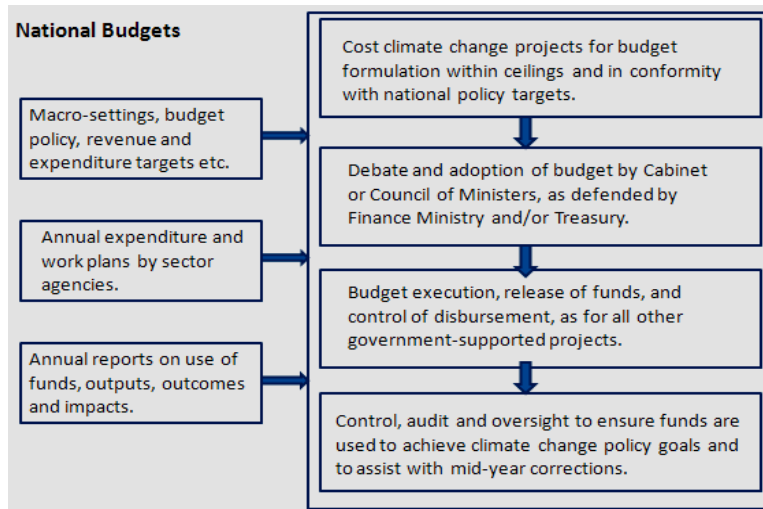 National Budgets
Cost climate change projects for budget
formulation within ceilings and in conformity
with national policy targets.
Macro-settings, budget
policy, revenue and
expenditure targets etc.
Debate and adoption of budget by Cabinet
or Council of Ministers, as defended by
Finance Ministry and/or Treasury.
Annual expenditure and
work plans by sector
agencies.
Budget execution, release of funds, and
control of disbursement, as for all other
government-supported projects.
Annual reports on use of
funds, outputs, outcomes
and impacts.
Control, audit and oversight to ensure funds are
used to achieve climate change policy goals and
to assist with mid-year corrections.